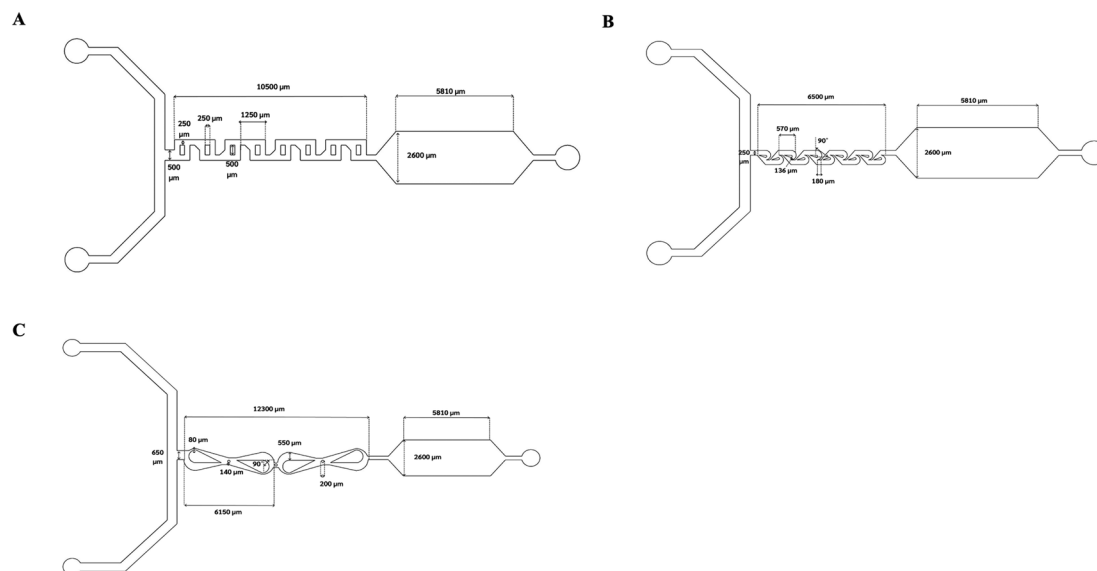 A
10500 µm
5810 µm
250
µm
250 µm
1250 µm
2600 µm
500
µm
500
µm
B
6500 µm
5810 µm
570 µm
90°
250
µm
2600 µm
136 µm
180 µm
C
12300 µm
5810 µm
80 µm
550 µm
650
µm
90°
2600 µm
140 µm
200 µm
6150 µm